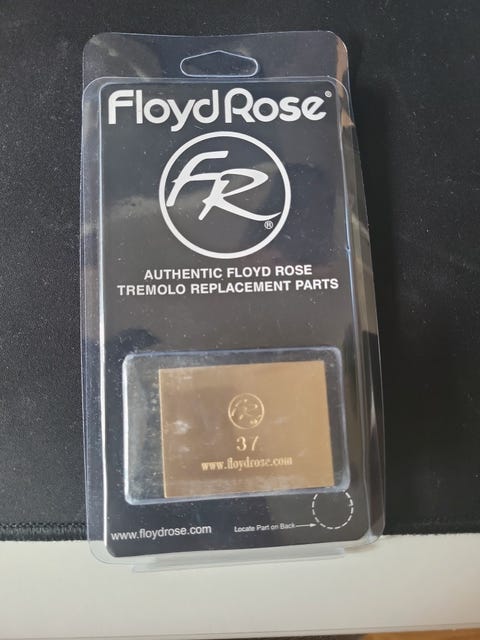 FloydRose®
FR®
AUTHENTIC FLOYD ROSE
TREMOLO REPLACEMENT PARTS
FR
37
www.floydrose.com
www.floydrose.com
Locate Part on Back